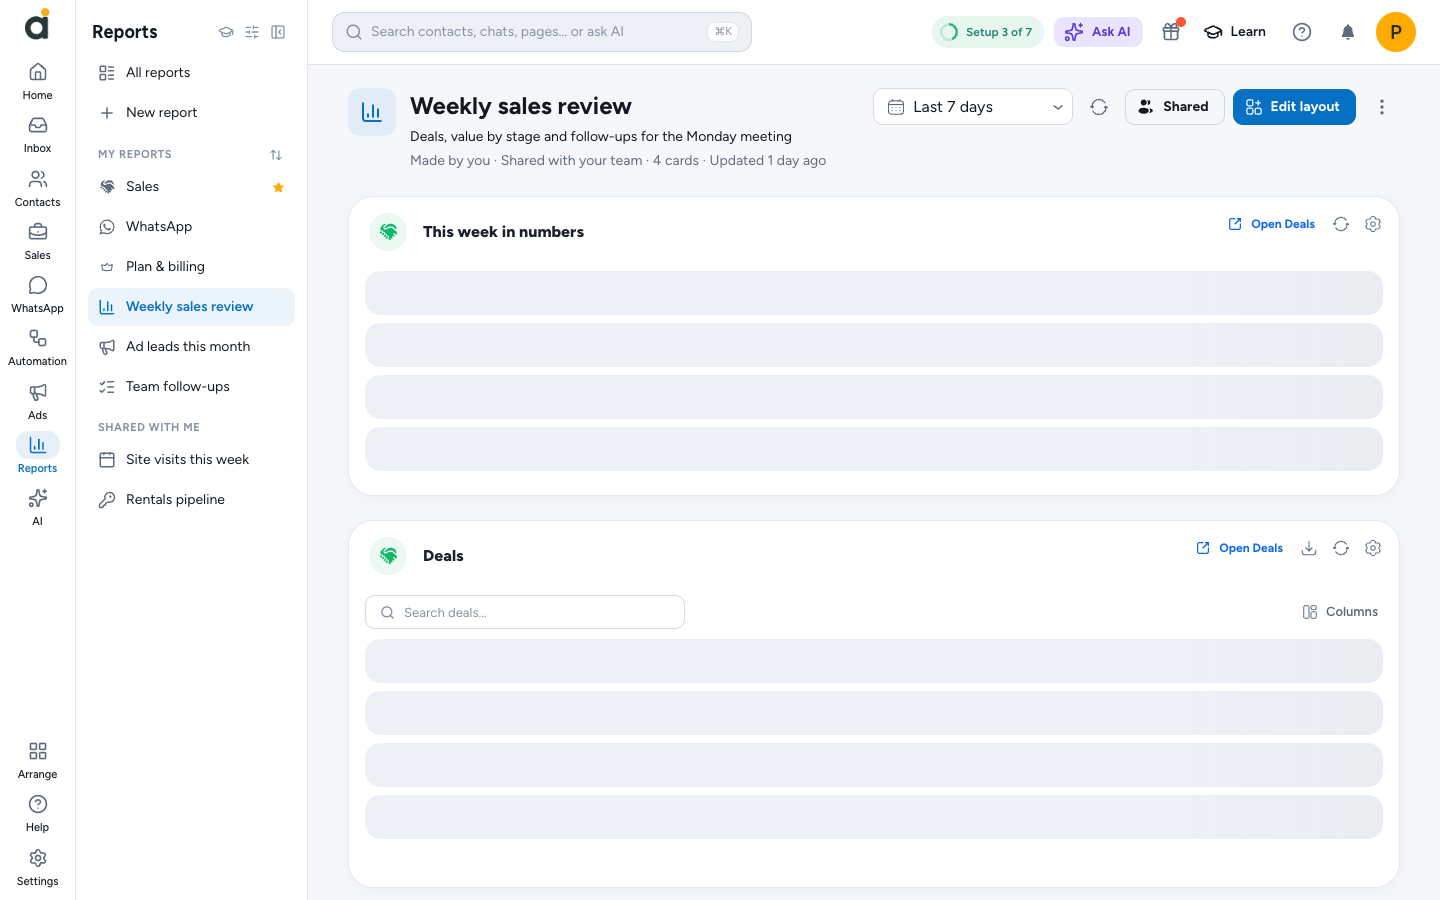 Reports
Search contacts, chats, pages... or ask AI
⌘K
Setup 3 of 7
Ask AI
Learn
P
Home
Inbox
Contacts
Sales
WhatsApp
Automation
Ads
Reports
AI
Arrange
Help
Settings
All reports
New report
MY REPORTS
Sales
WhatsApp
Plan & billing
Weekly sales review
Ad leads this month
Team follow-ups
SHARED WITH ME
Site visits this week
Rentals pipeline
Weekly sales review
Deals, value by stage and follow-ups for the Monday meeting
Made by you · Shared with your team · 4 cards · Updated 1 day ago
Last 7 days
Shared
Edit layout
This week in numbers
Open Deals
Deals
Open Deals
Search deals...
Columns